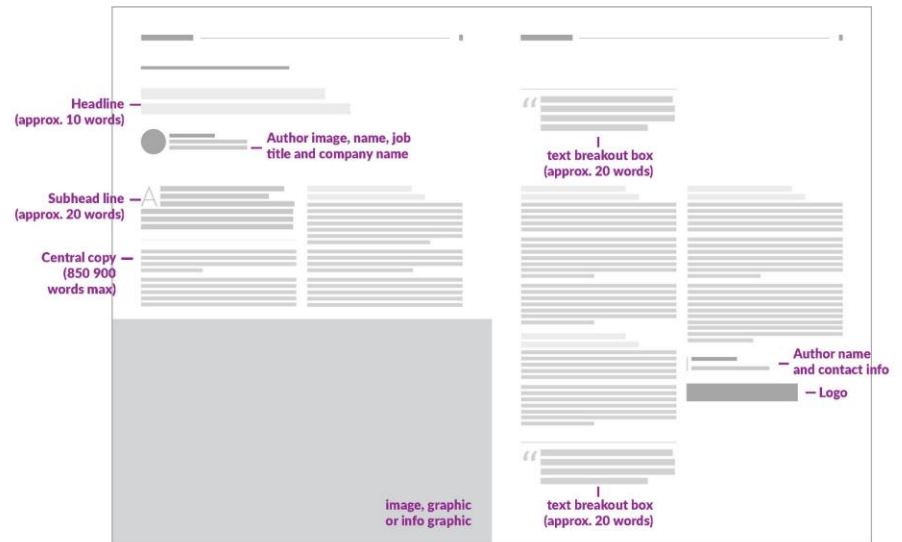 Headline
(approx. 10 words)
Author image, name, job
title and company name
Subhead line
(approx. 20 words)
A
Central copy
(850 900
words max)
image, graphic
or info graphic
“
text breakout box
(approx. 20 words)
Author name
and contact info
Logo
“
text breakout box
(approx. 20 words)